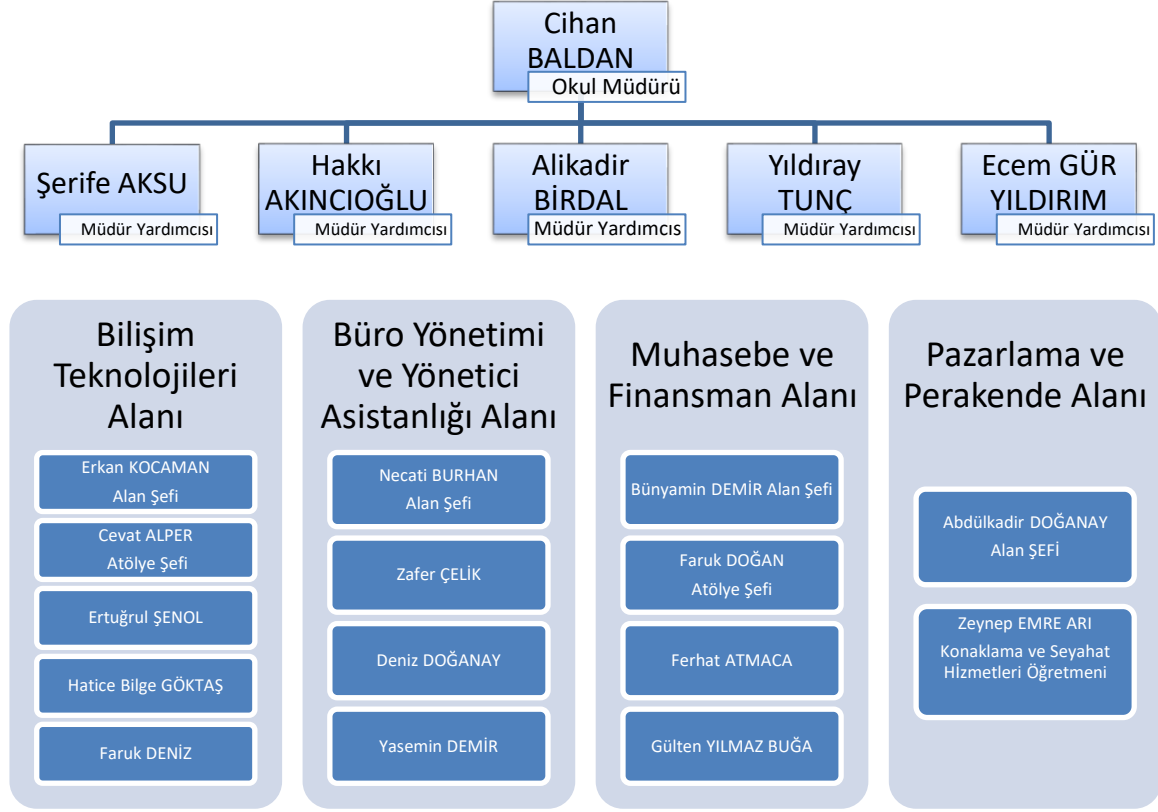 Cihan
BALDAN
Okul Müdürü
Şerife AKSU
Müdür Yardımcısı
Hakkı
AKINCIOĞLU
Müdür Yardımcısı
Alikadir
BİRDAL
Müdür Yardımcıs
Yıldıray
TUNÇ
Müdür Yardımcısı
Ecem GÜR
YILDIRIM
Müdür Yardımcısı
Bilişim
Teknolojileri
Alanı
Erkan KOCAMAN
Alan Şefi
Cevat ALPER
Atölye Şefi
Ertuğrul ŞENOL
Hatice Bilge GÖKTAŞ
Faruk DENİZ
Büro Yönetimi
ve Yönetici
Asistanlığı Alanı
Necati BURHAN
Alan Şefi
Zafer ÇELİK
Deniz DOĞANAY
Yasemin DEMİR
Muhasebe ve
Finansman Alanı
Bünyamin DEMİR Alan Şefi
Faruk DOĞAN
Atölye Şefi
Ferhat ATMACA
Gülten YILMAZ BUĞA
Pazarlama ve
Perakende Alanı
Abdülkadir DOĞANAY
Alan ŞEFİ
Zeynep EMRE ARI
Konaklama ve Seyahat
Hİzmetleri Öğretmeni